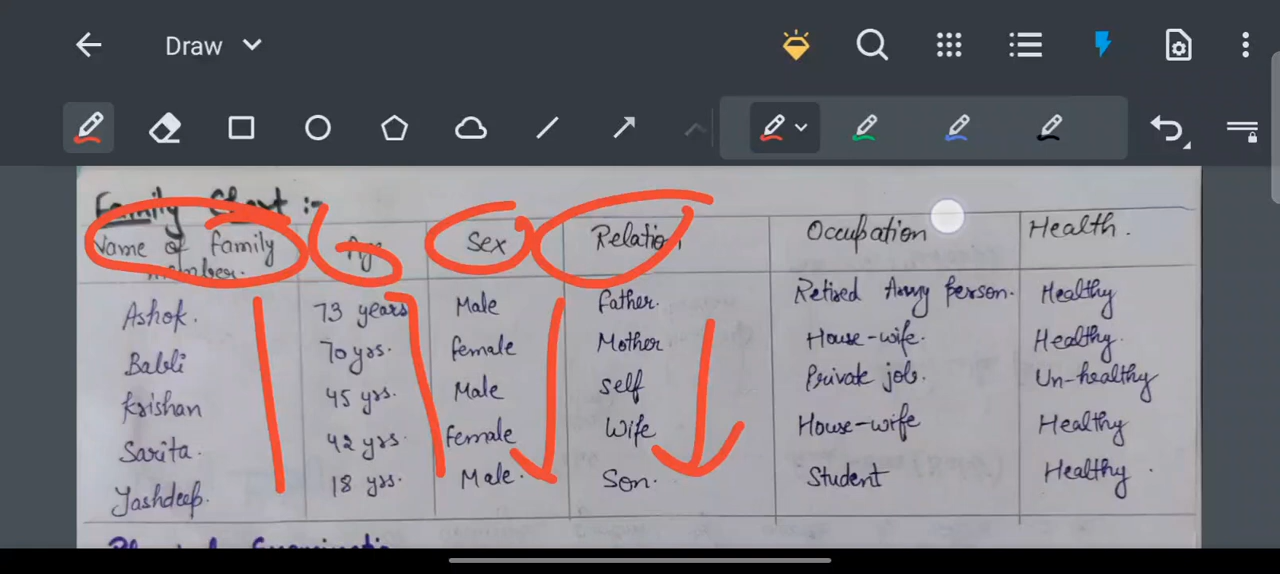 Draw
Family Chart :-
Name of family member. Age Sex Relation Occupation Health.
Ashok. 73 years Male Father. Retired Army person. Healthy
Babli 70 yrs. female Mother. House-wife. Healthy.
Krishan 45 yrs. Male self Private job. Un-healthy
Sarita. 42 yrs. Female Wife House-wife Healthy
Yashdeep. 18 yrs. Male. Son. Student Healthy.